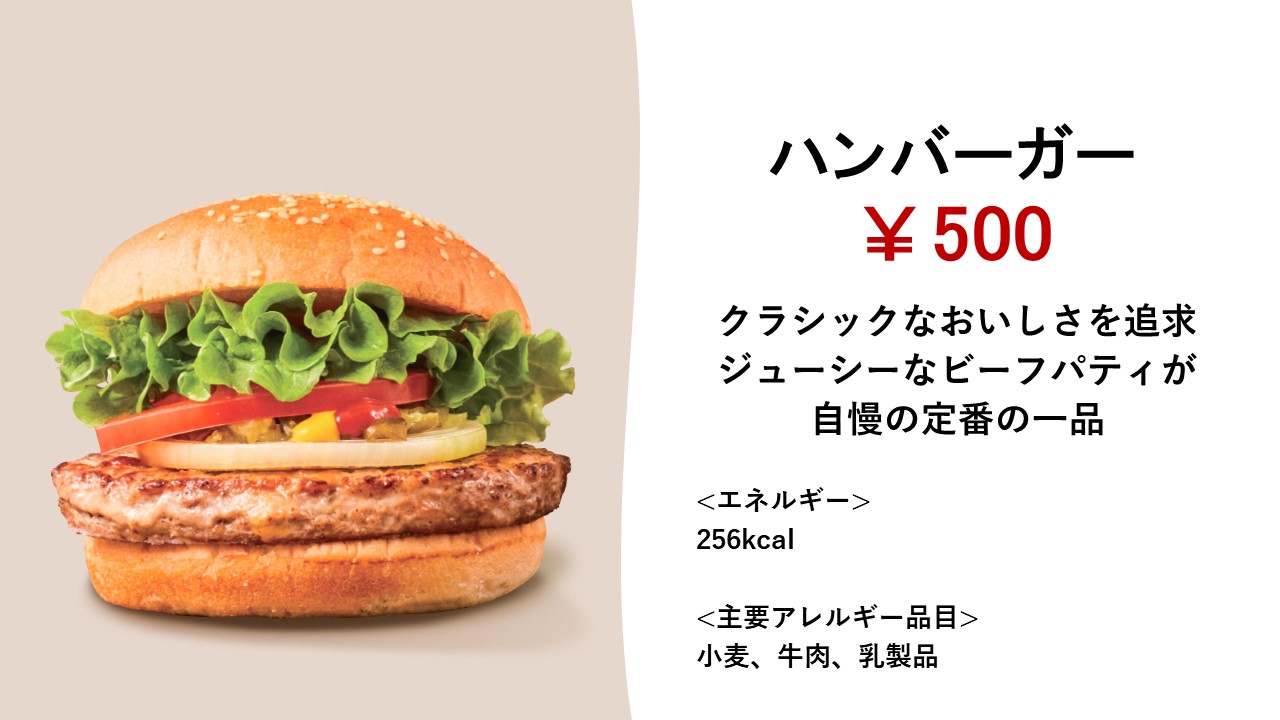 ハンバーガー
￥500
クラシックなおいしさを追求
ジューシーなビーフパティが
自慢の定番の一品
<エネルギー>
256kcal
<主要アレルギー品目>
小麦、牛肉、乳製品